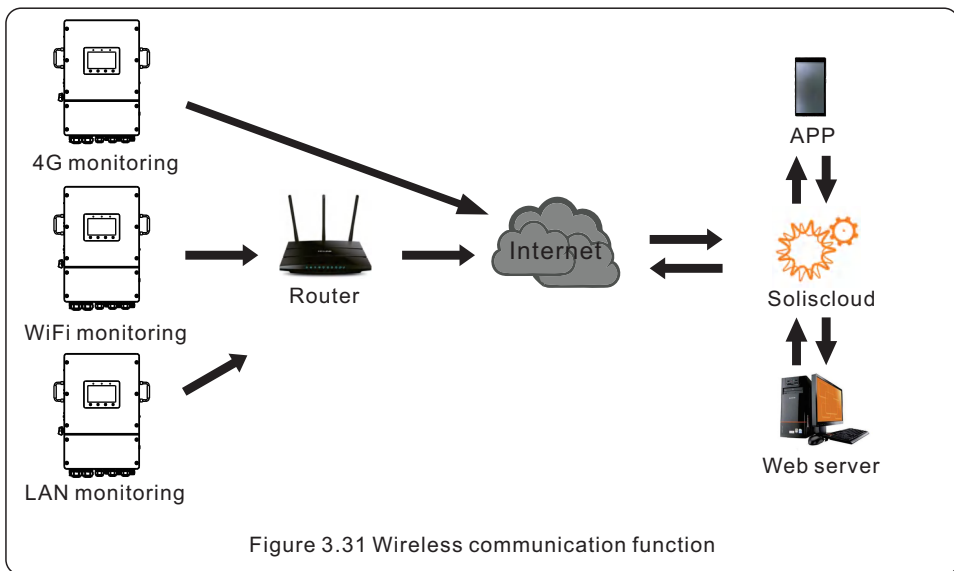 4G monitoring
APP
Internet
Router
Soliscloud
WiFi monitoring
Web server
LAN monitoring
Figure 3.31 Wireless communication function